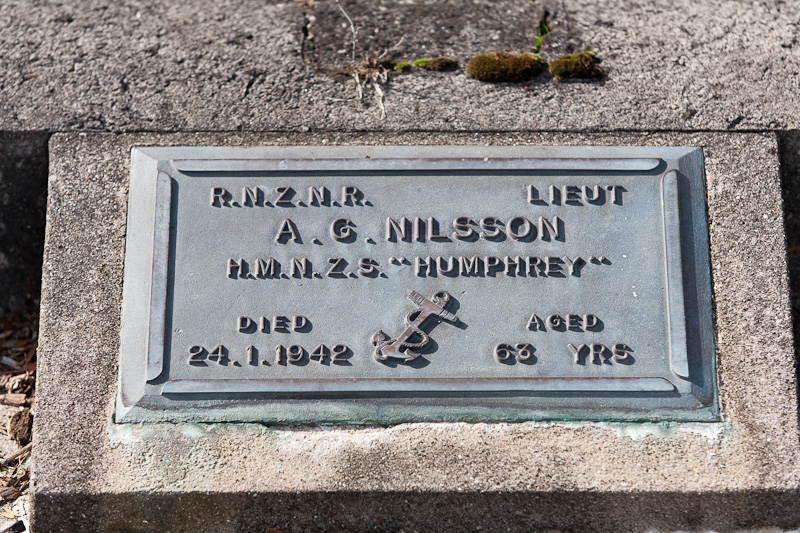 R.N.Z.N.R. LIEUT
A. G. NILSSON
H.M.N.Z.S. "HUMPHREY"
DIED AGED
24.1.1942 63 YRS